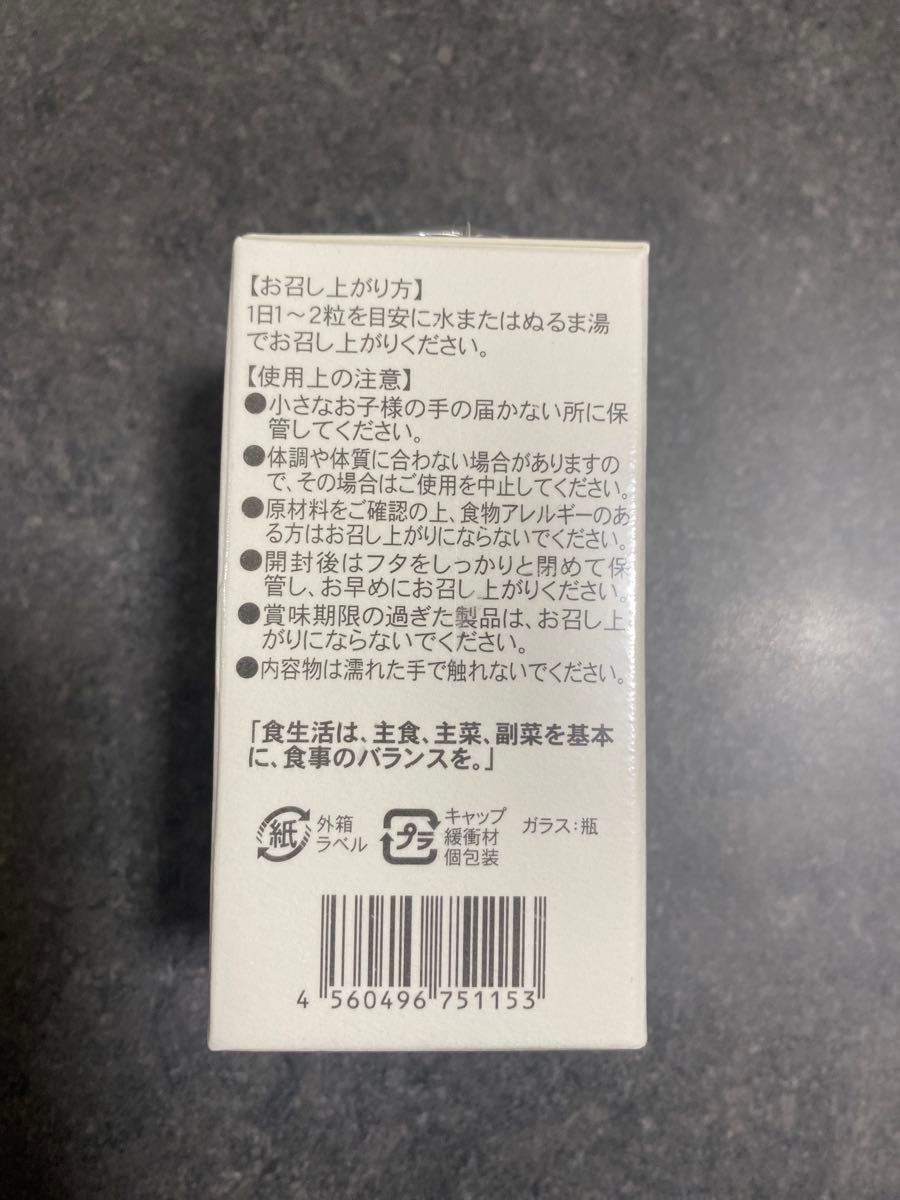 【お召し上がり方】
1日1～2粒を目安に水またはぬるま湯
でお召し上がりください。
【使用上の注意】
●小さなお子様の手の届かない所に保
管してください。
●体調や体質に合わない場合がありますの
で、その場合はご使用を中止してください。
●原材料をご確認の上、食物アレルギーのあ
る方はお召し上がりにならないでください。
●開封後はフタをしっかりと閉めて保
管し、お早めにお召し上がりください。
●賞味期限の過ぎた製品は、お召し上
がりにならないでください。
●内容物は濡れた手で触れないでください。
「食生活は、主食、主菜、副菜を基本
に、食事のバランスを。」
紙 外箱
ラベル
プラ キャップ
緩衝材
個包装
ガラス：瓶
4 560496 751153